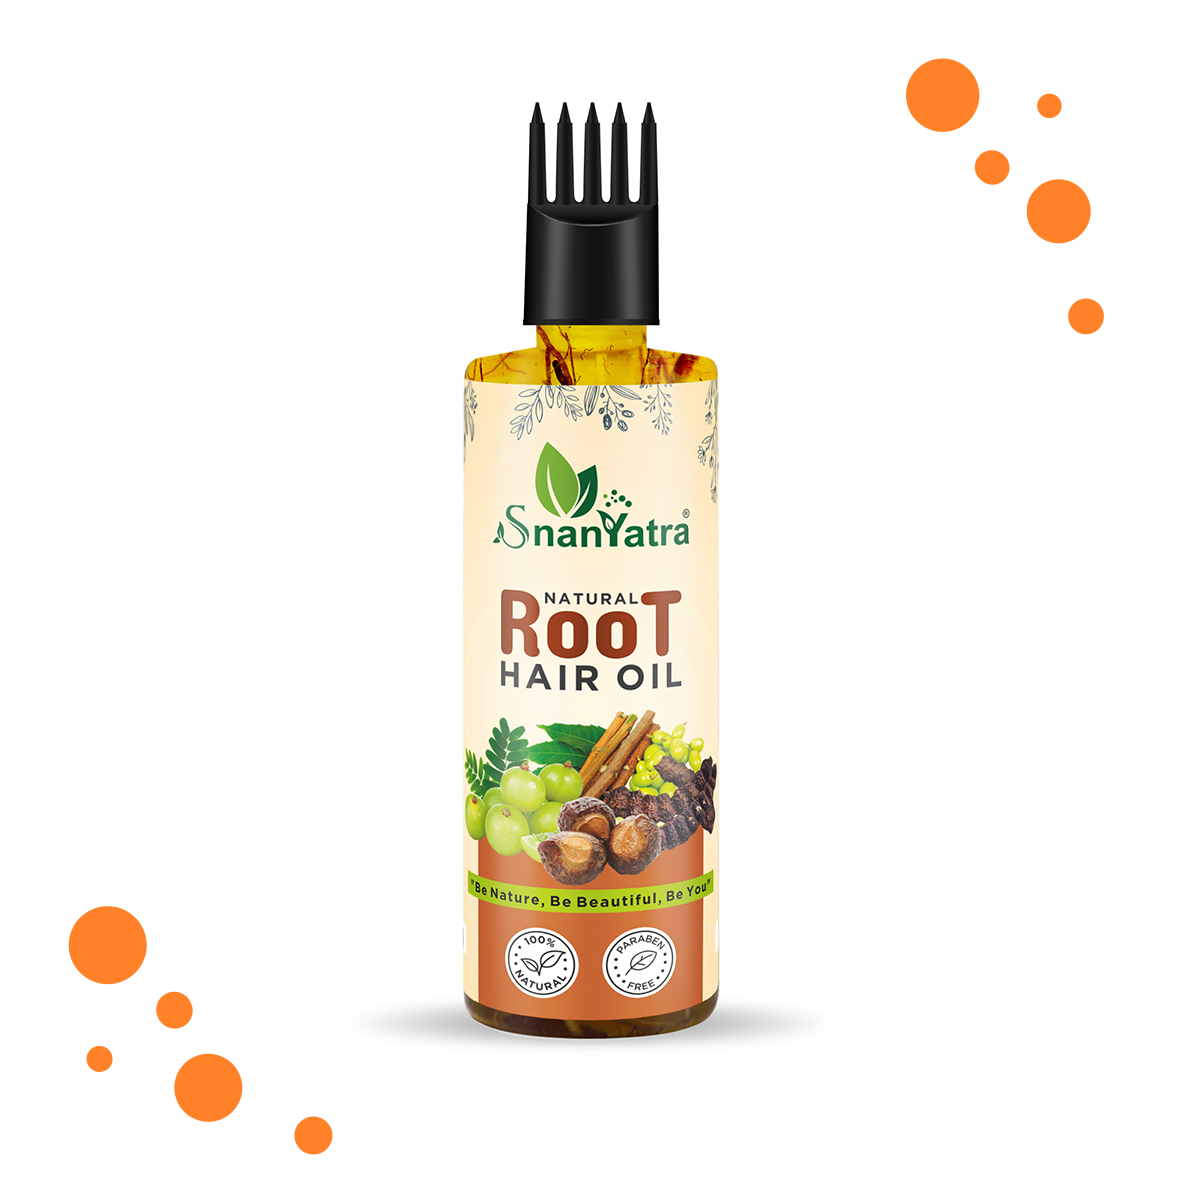 SnanYatra®
NATURAL
RooT
HAIR OIL
"Be Nature, Be Beautiful, Be You"
100%
NATURAL
PARABEN
FREE